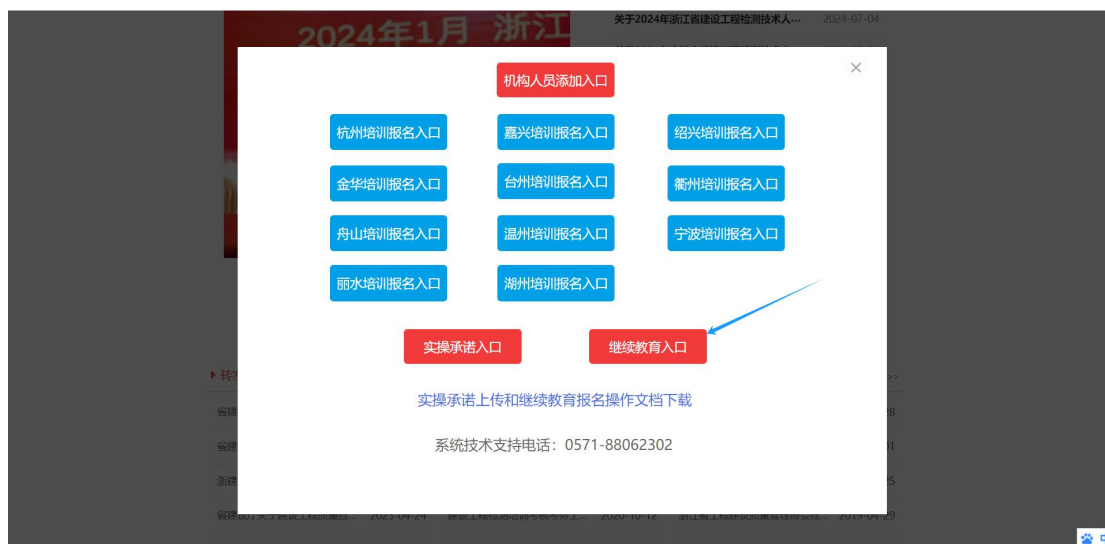 2024年1月 浙江
关于2024年浙江省建设工程检测技术人... 2024-07-04
机构人员添加入口
×
杭州培训报名入口 嘉兴培训报名入口 绍兴培训报名入口
金华培训报名入口 台州培训报名入口 衢州培训报名入口
舟山培训报名入口 温州培训报名入口 宁波培训报名入口
丽水培训报名入口 湖州培训报名入口
实操承诺入口 继续教育入口
转发
>>
实操承诺上传和继续教育报名操作文档下载
省建
系统技术支持电话：0571-88062302
省建
浙建
2023-04-24 2020-10-12 2019-04-29